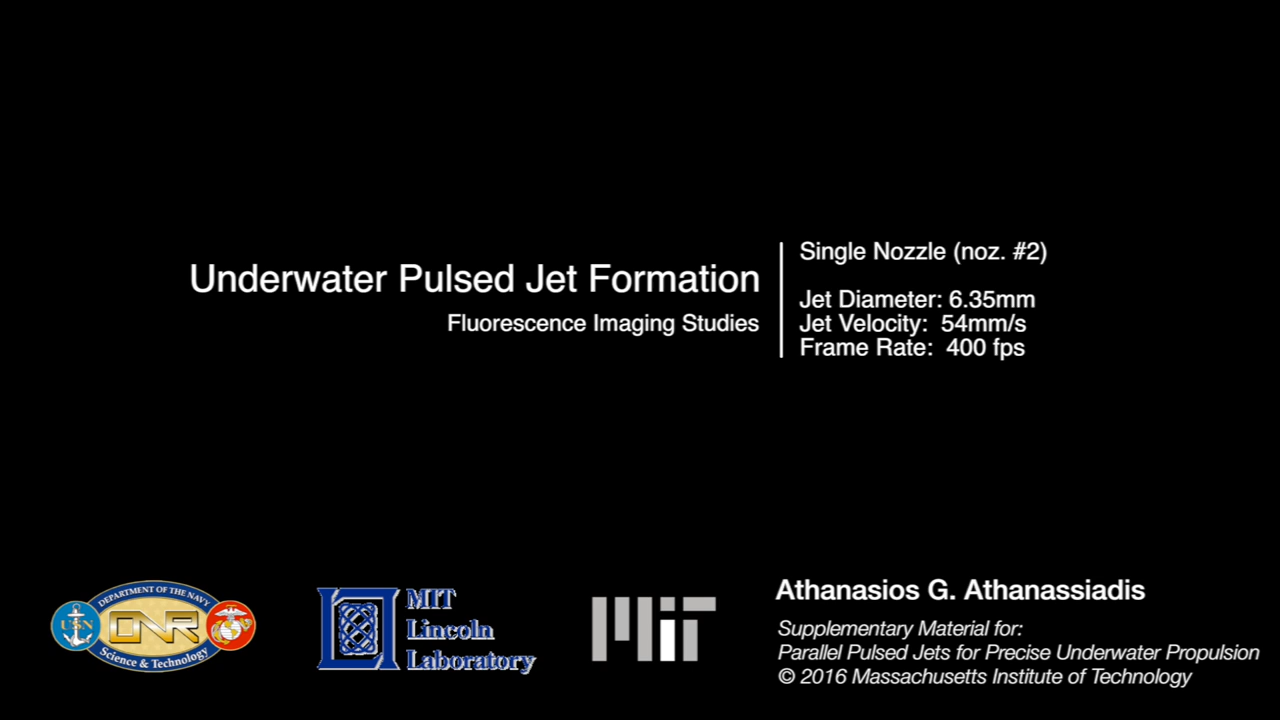 Underwater Pulsed Jet Formation
Fluorescence Imaging Studies
Single Nozzle (noz. #2)
Jet Diameter: 6.35mm
Jet Velocity: 54mm/s
Frame Rate: 400 fps
DEPARTMENT OF THE NAVY
USN
ONR
Science & Technology
MIT
Lincoln
Laboratory
MIT
Athanasios G. Athanassiadis
Supplementary Material for:
Parallel Pulsed Jets for Precise Underwater Propulsion
© 2016 Massachusetts Institute of Technology